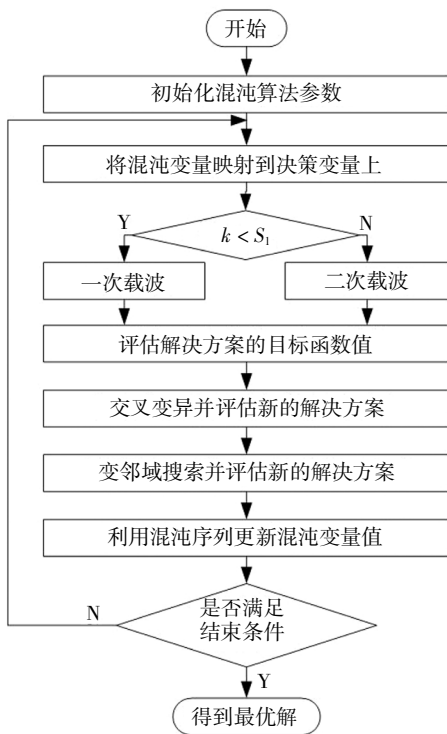 开始
初始化混沌算法参数
将混沌变量映射到决策变量上
Y
k < S₁
N
一次载波
二次载波
评估解决方案的目标函数值
交叉变异并评估新的解决方案
变邻域搜索并评估新的解决方案
利用混沌序列更新混沌变量值
N
是否满足
结束条件
Y
得到最优解